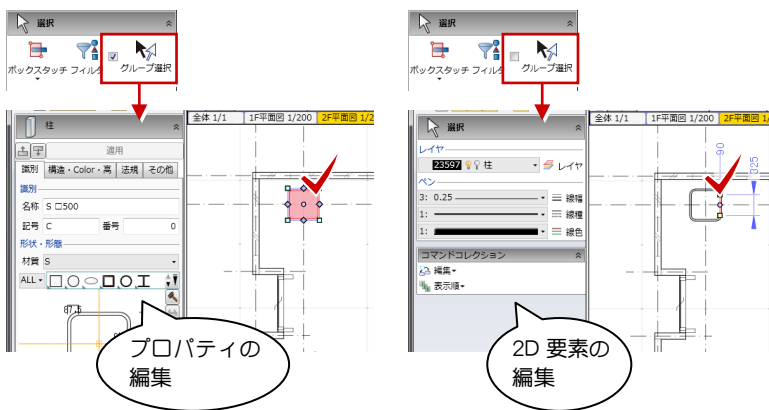 選択
ボックスタッチ フィルタ グループ選択
柱
適用
識別 構造・Color・高 法規 その他
識別
名称 S □500
記号 C 番号 0
形状・形態
材質 S
ALL
87.5
全体 1/1 1F平面図 1/200 2F平面図 1/2
プロパティの
編集
選択
ボックスタッチ フィルタ グループ選択
選択
レイヤ
23597 柱 レイヤ
ペン
3: 0.25 線幅
1: 線種
1: 線色
コマンドコレクション
編集
表示順
全体 1/1 1F平面図 1/200 2F平面図 1/
90
325
2D 要素の
編集